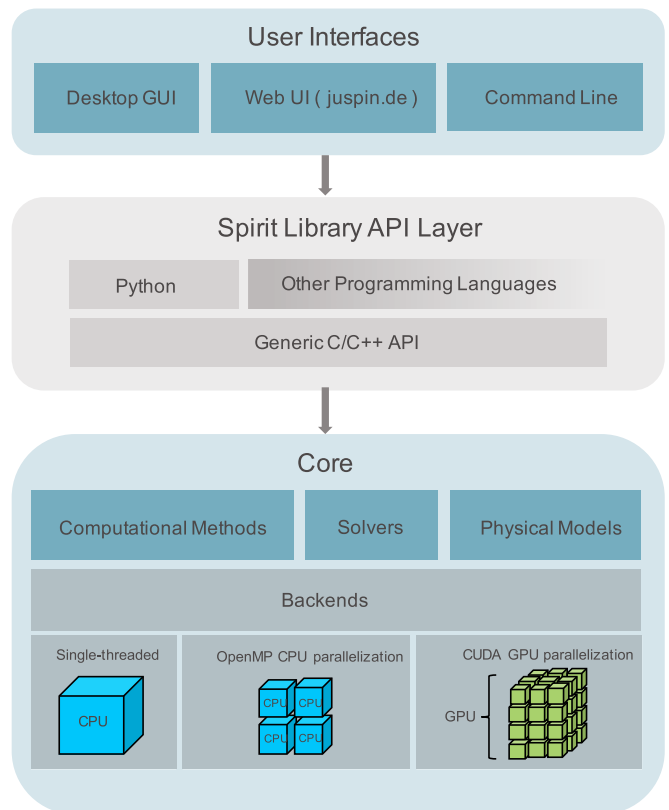 User Interfaces
Desktop GUI
Web UI ( juspin.de )
Command Line
Spirit Library API Layer
Python
Other Programming Languages
Generic C/C++ API
Core
Computational Methods
Solvers
Physical Models
Backends
Single-threaded
OpenMP CPU parallelization
CUDA GPU parallelization
CPU
CPU
CPU
CPU
CPU
GPU